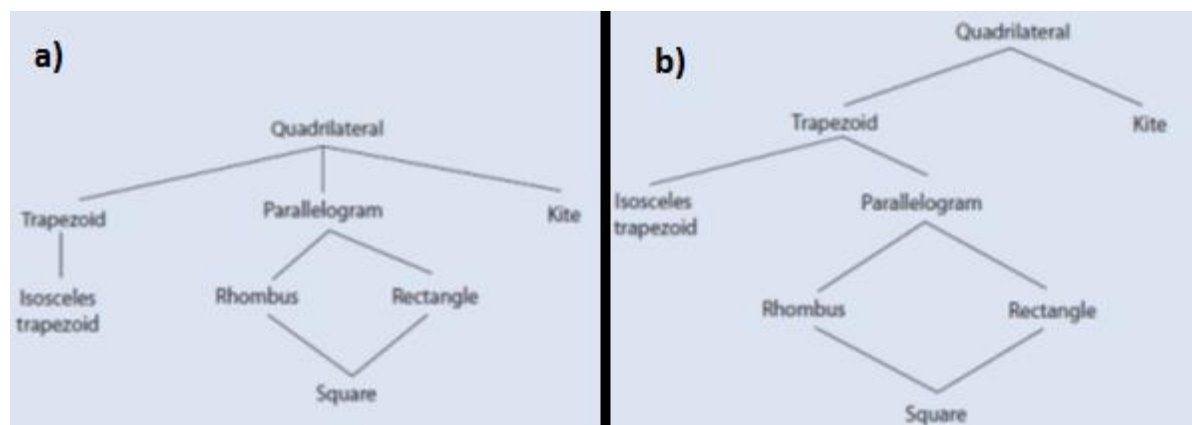 a)
Quadrilateral
Trapezoid
Parallelogram
Kite
Isosceles
trapezoid
Rhombus
Rectangle
Square
b)
Quadrilateral
Trapezoid
Kite
Isosceles
trapezoid
Parallelogram
Rhombus
Rectangle
Square